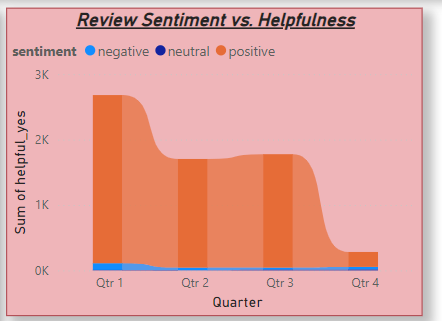 Review Sentiment vs. Helpfulness
sentiment negative neutral positive
3K
2K
1K
0K
Sum of helpful_yes
Qtr 1 Qtr 2 Qtr 3 Qtr 4
Quarter